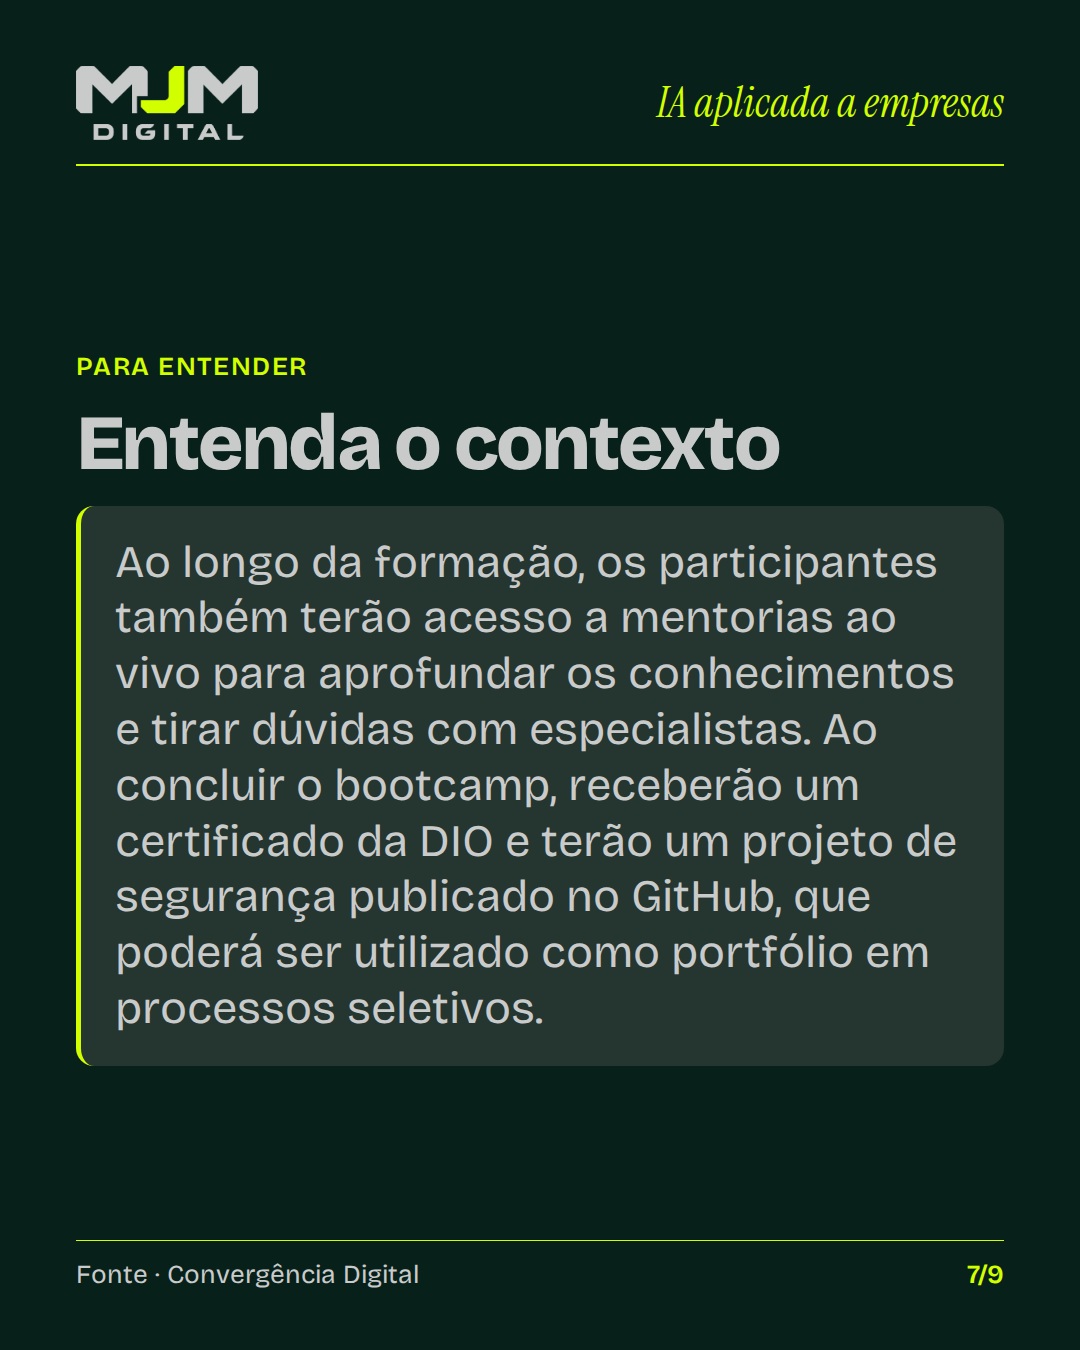 MJM
DIGITAL
IA aplicada a empresas
PARA ENTENDER
Entenda o contexto
Ao longo da formação, os participantes
também terão acesso a mentorias ao
vivo para aprofundar os conhecimentos
e tirar dúvidas com especialistas. Ao
concluir o bootcamp, receberão um
certificado da DIO e terão um projeto de
segurança publicado no GitHub, que
poderá ser utilizado como portfólio em
processos seletivos.
Fonte · Convergência Digital
7/9